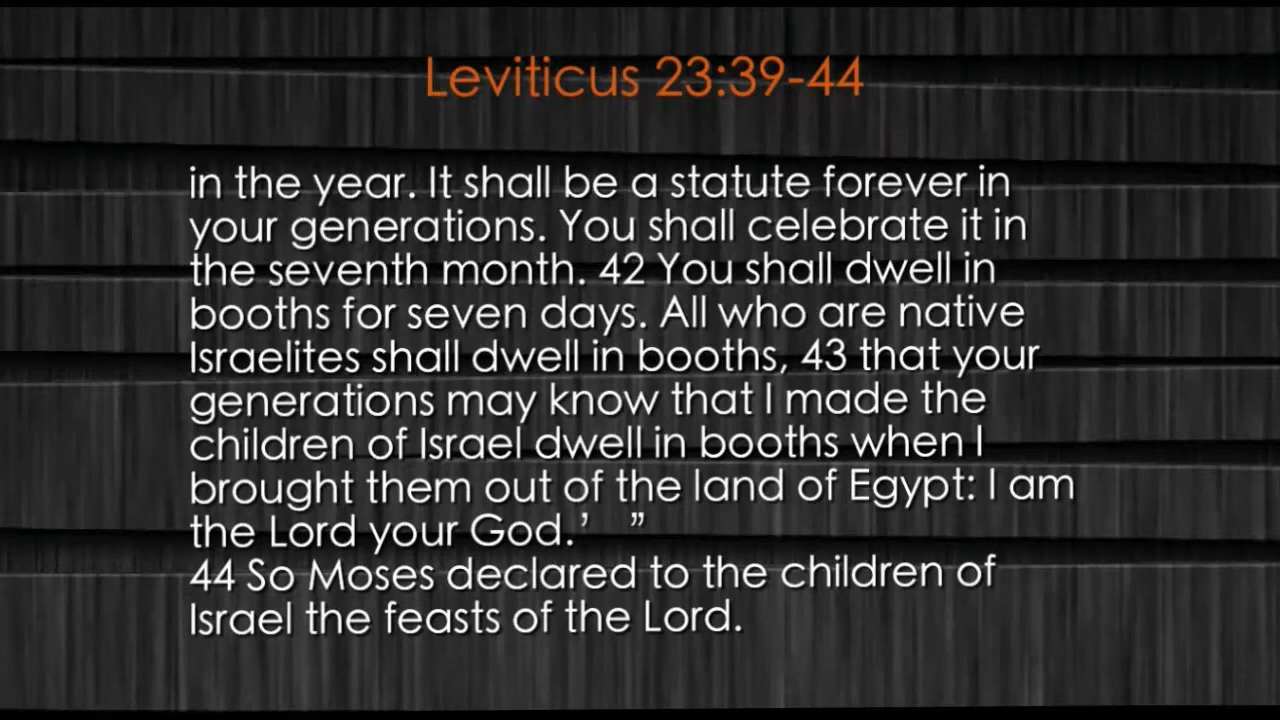 Leviticus 23:39-44
in the year. It shall be a statute forever in
your generations. You shall celebrate it in
the seventh month. 42 You shall dwell in
booths for seven days. All who are native
Israelites shall dwell in booths, 43 that your
generations may know that I made the
children of Israel dwell in booths when I
brought them out of the land of Egypt: I am
the Lord your God.’ ”
44 So Moses declared to the children of
Israel the feasts of the Lord.